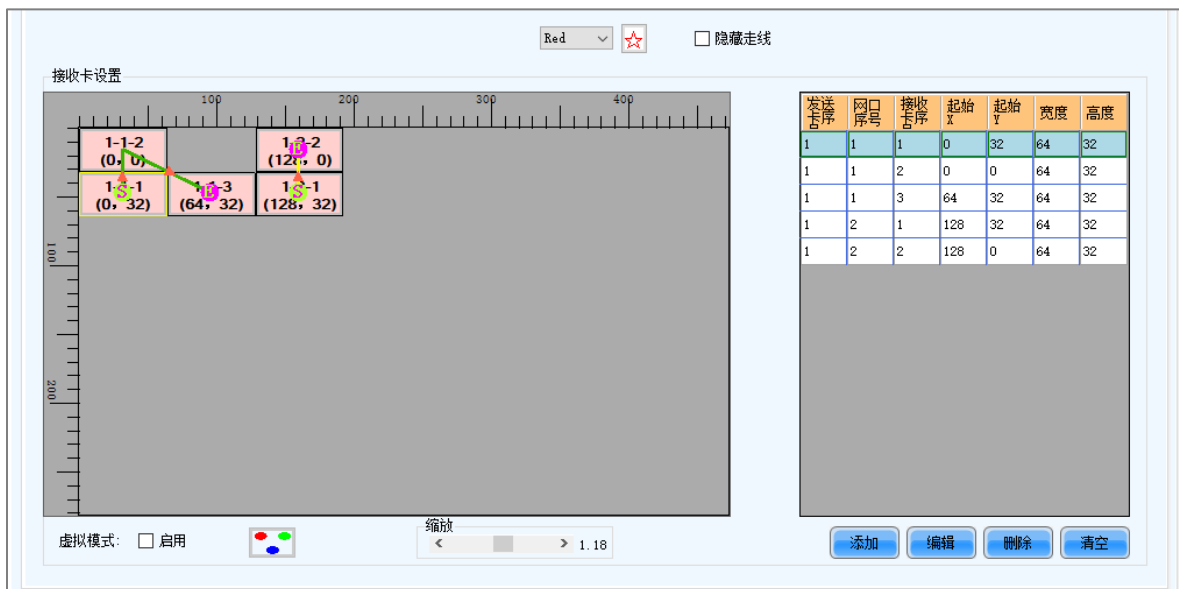 Red
隐藏走线
接收卡设置
100 200 300 400
100
200
1-1-2
(0, 0)
1-2-2
(128, 0)
1-1-1
(0, 32)
1-1-3
(64, 32)
1-2-1
(128, 32)
S
E
S
E
发送 网口序号 接收 起始X 起始Y 宽度 高度
1 1 1 0 32 64 32
1 1 2 0 0 64 32
1 1 3 64 32 64 32
1 2 1 128 32 64 32
1 2 2 128 0 64 32
虚拟模式: 启用
缩放
1.18
添加 编辑 删除 清空